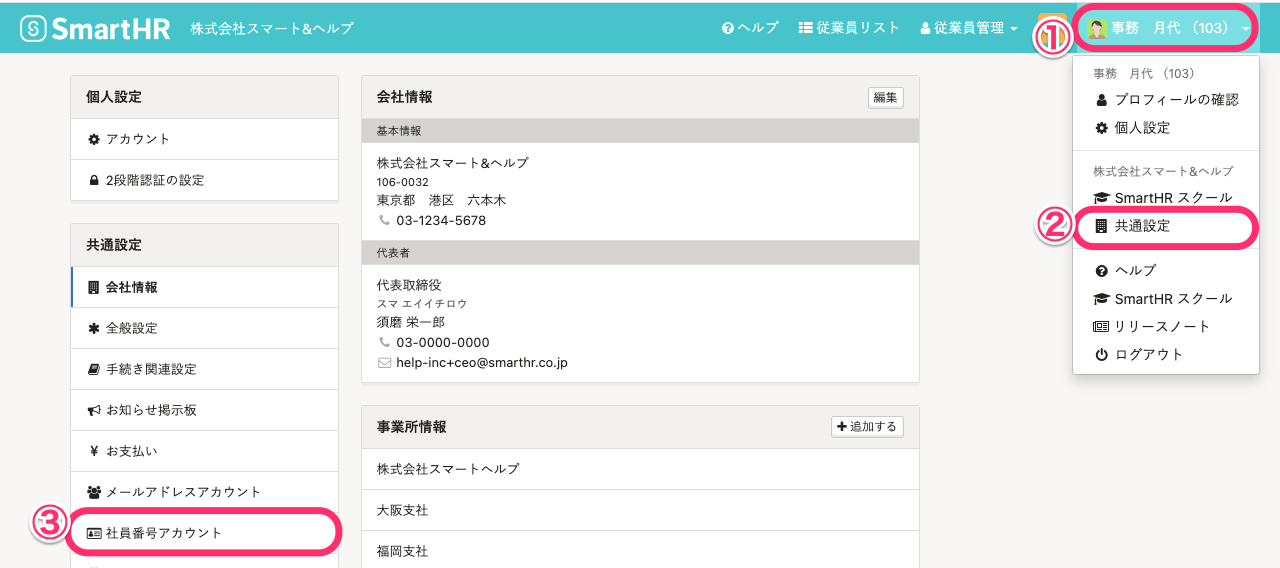 SmartHR 株式会社スマート&ヘルプ ヘルプ 従業員リスト 従業員管理 ① 事務　月代 （103）
事務　月代 （103）
プロフィールの確認
個人設定
株式会社スマート&ヘルプ
SmartHR スクール
② 共通設定
ヘルプ
SmartHR スクール
リリースノート
ログアウト
個人設定
アカウント
2段階認証の設定
共通設定
会社情報
全般設定
手続き関連設定
お知らせ掲示板
¥ お支払い
メールアドレスアカウント
③ 社員番号アカウント
会社情報 編集
基本情報
株式会社スマート&ヘルプ
106-0032
東京都　港区　六本木
03-1234-5678
代表者
代表取締役
スマ エイイチロウ
須磨 栄一郎
03-0000-0000
help-inc+ceo@smarthr.co.jp
事業所情報 +追加する
株式会社スマートヘルプ
大阪支社
福岡支社